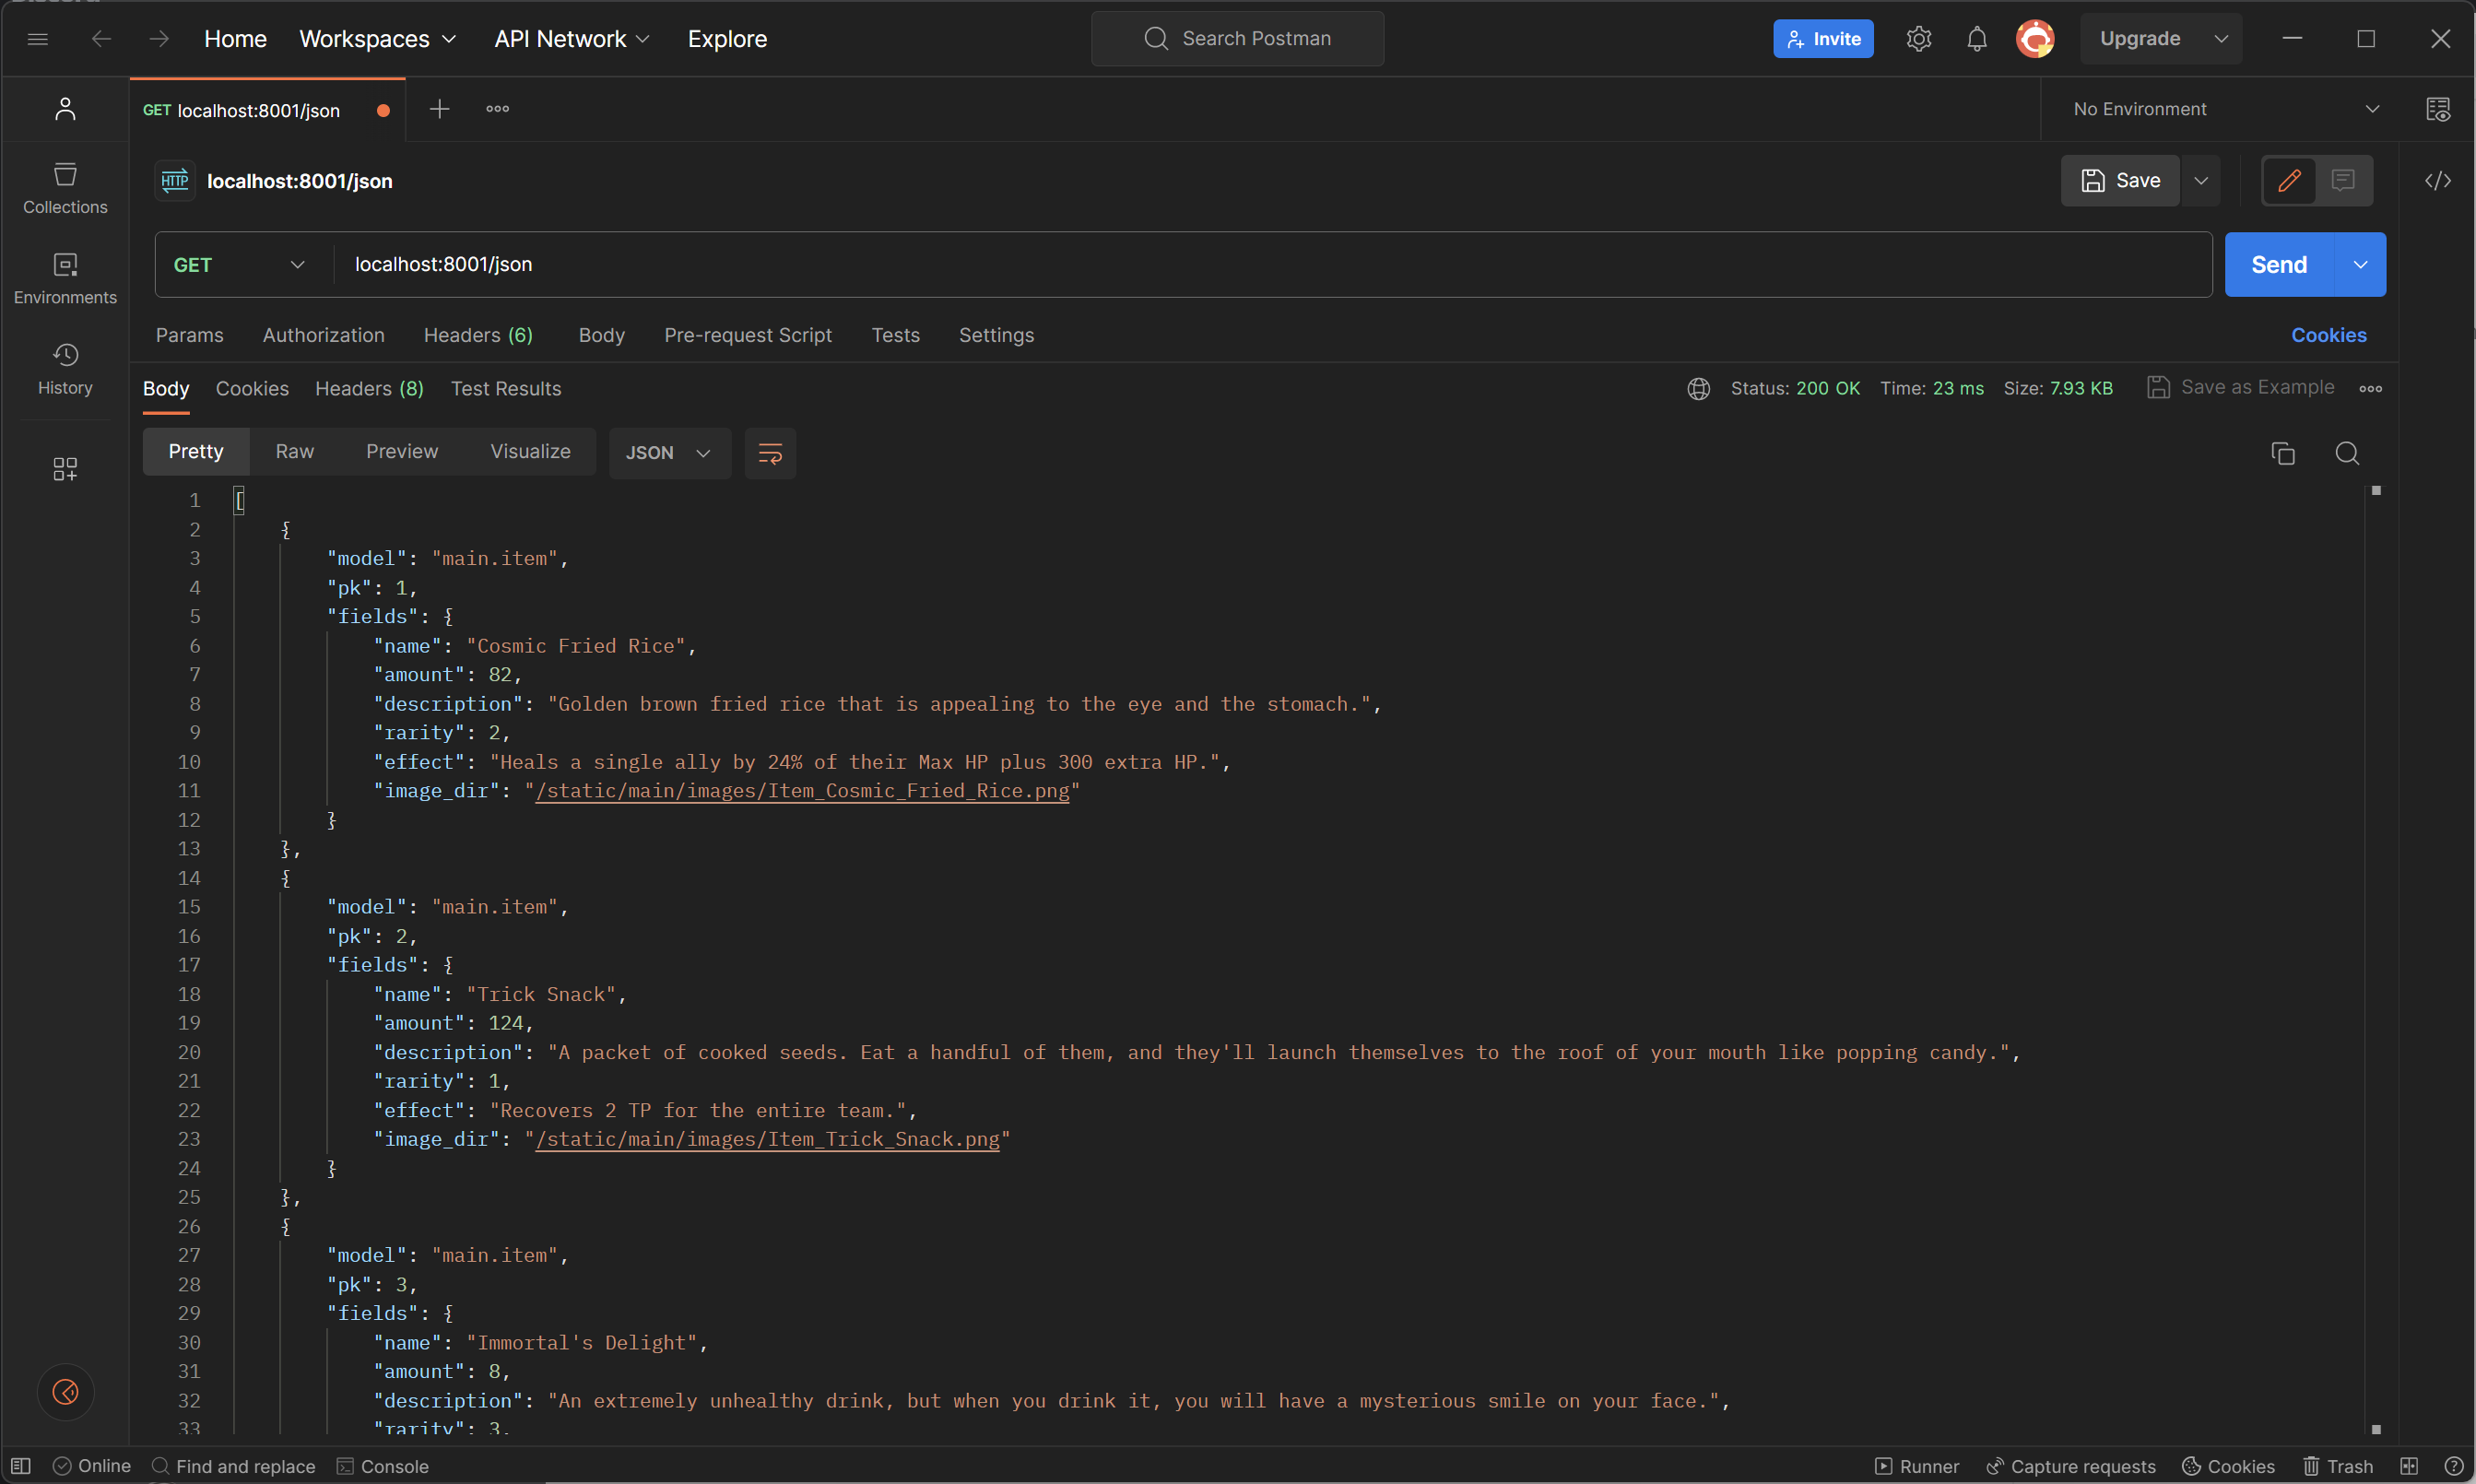 Home Workspaces API Network Explore Search Postman Invite Upgrade
GET localhost:8001/json No Environment
HTTP localhost:8001/json Save
Collections
GET localhost:8001/json Send
Environments
Params Authorization Headers (6) Body Pre-request Script Tests Settings Cookies
History
Body Cookies Headers (8) Test Results Status: 200 OK Time: 23 ms Size: 7.93 KB Save as Example
Pretty Raw Preview Visualize JSON
1 [
2 {
3 "model": "main.item",
4 "pk": 1,
5 "fields": {
6 "name": "Cosmic Fried Rice",
7 "amount": 82,
8 "description": "Golden brown fried rice that is appealing to the eye and the stomach.",
9 "rarity": 2,
10 "effect": "Heals a single ally by 24% of their Max HP plus 300 extra HP.",
11 "image_dir": "/static/main/images/Item_Cosmic_Fried_Rice.png"
12 }
13 },
14 {
15 "model": "main.item",
16 "pk": 2,
17 "fields": {
18 "name": "Trick Snack",
19 "amount": 124,
20 "description": "A packet of cooked seeds. Eat a handful of them, and they'll launch themselves to the roof of your mouth like popping candy.",
21 "rarity": 1,
22 "effect": "Recovers 2 TP for the entire team.",
23 "image_dir": "/static/main/images/Item_Trick_Snack.png"
24 }
25 },
26 {
27 "model": "main.item",
28 "pk": 3,
29 "fields": {
30 "name": "Immortal's Delight",
31 "amount": 8,
32 "description": "An extremely unhealthy drink, but when you drink it, you will have a mysterious smile on your face.",
33 "rarity": 3,
Online Find and replace Console Runner Capture requests Cookies Trash